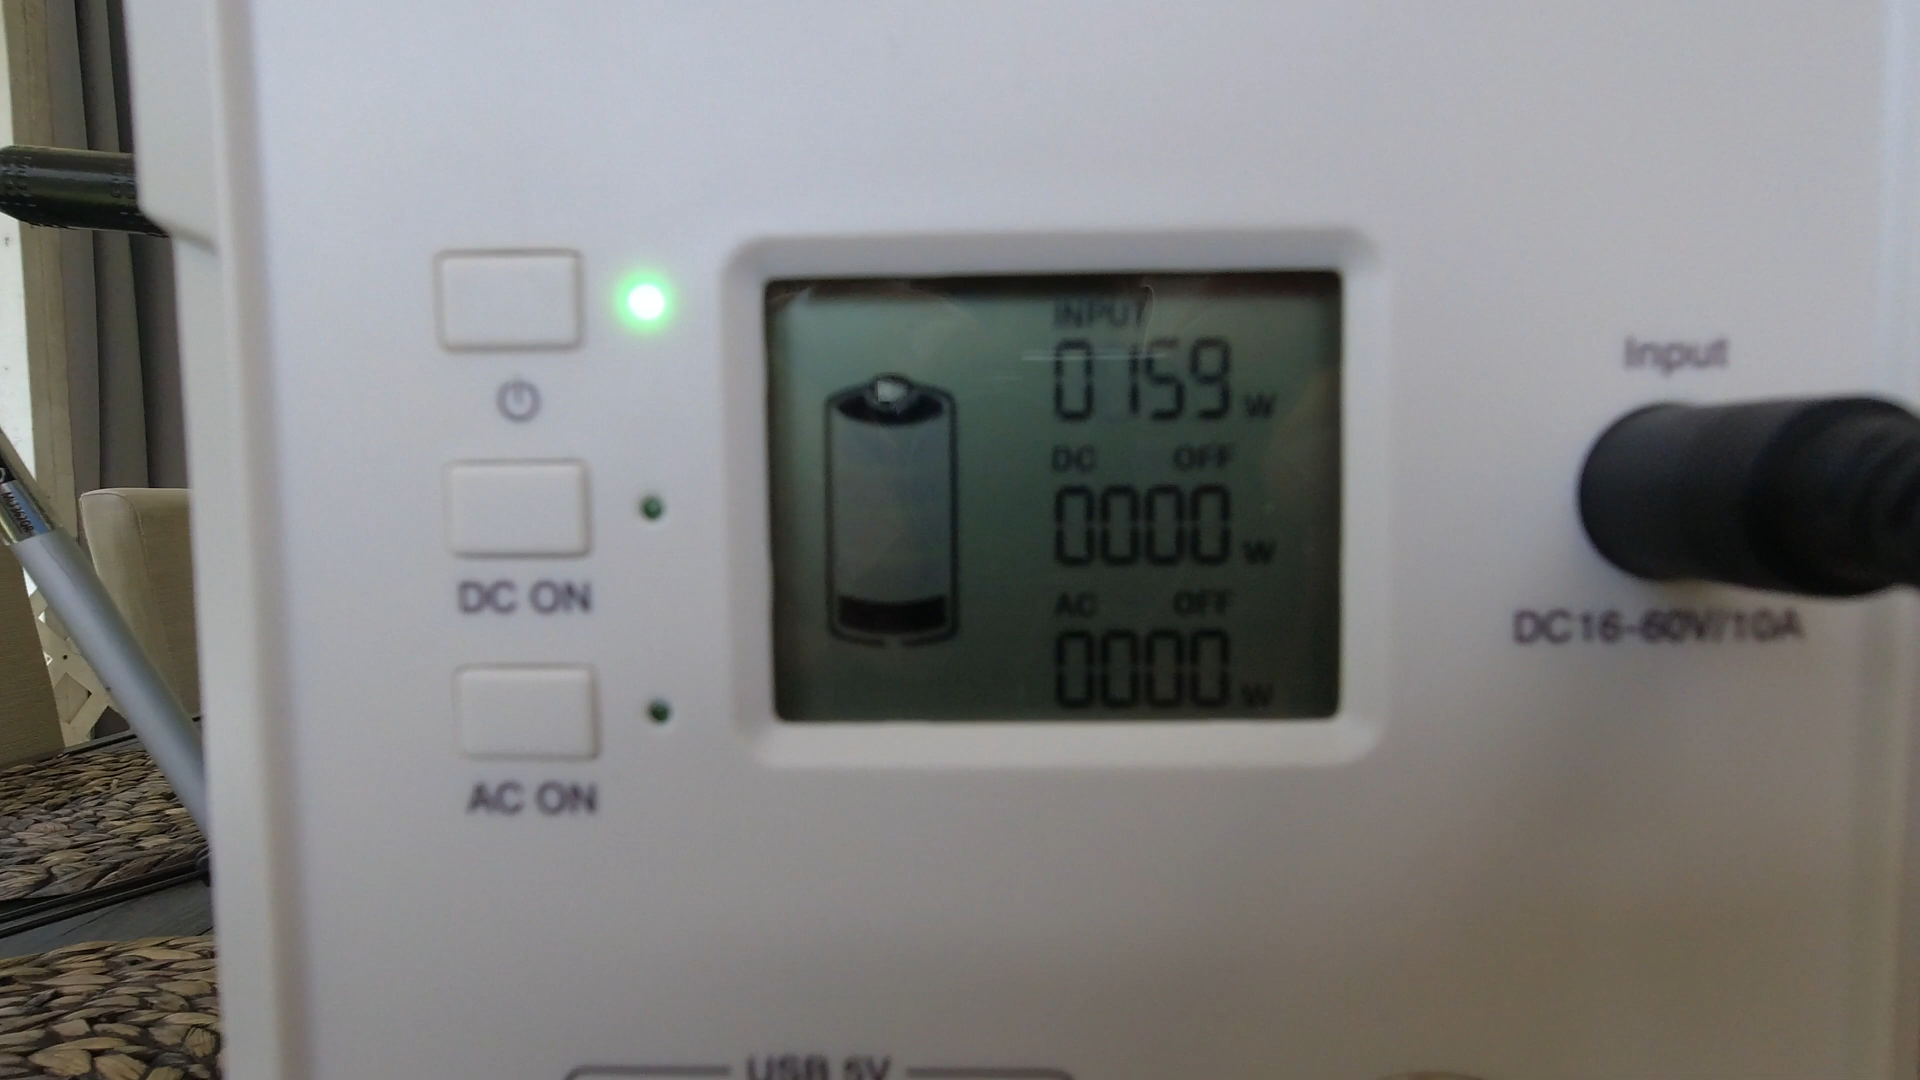 INPUT
0159 W
DC OFF
0000 W
AC OFF
0000 W
DC ON
AC ON
Input
DC16-60V/10A
USB 5V